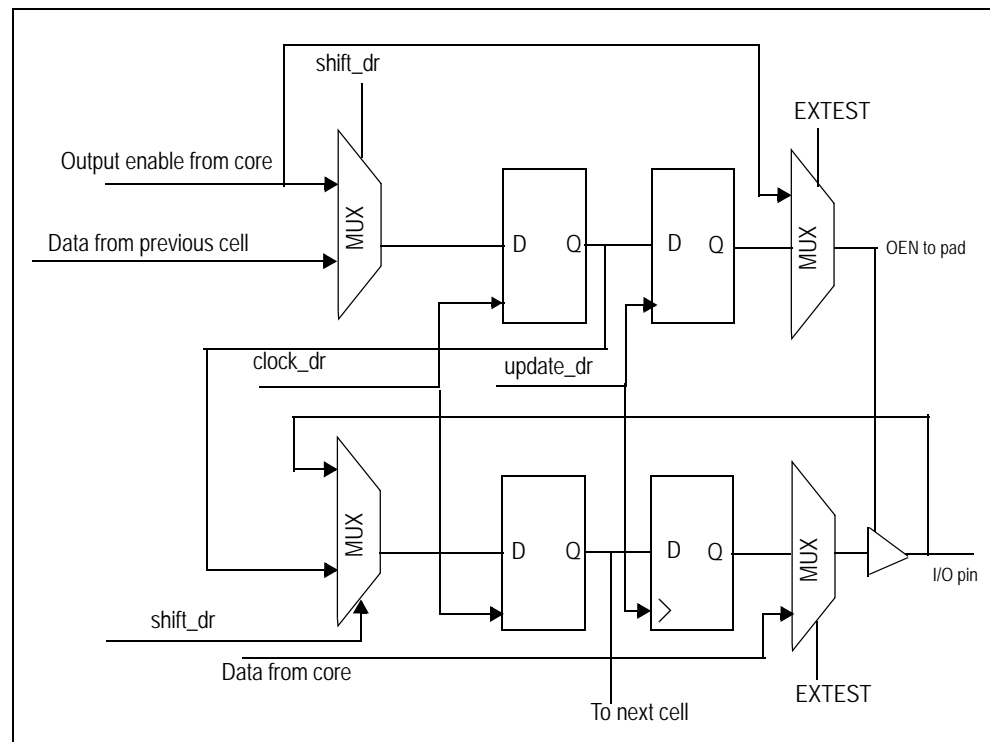 shift_dr
EXTEST
Output enable from core
MUX
MUX
Data from previous cell
D Q
D Q
OEN to pad
clock_dr
update_dr
MUX
MUX
D Q
D Q
I/O pin
shift_dr
Data from core
EXTEST
To next cell